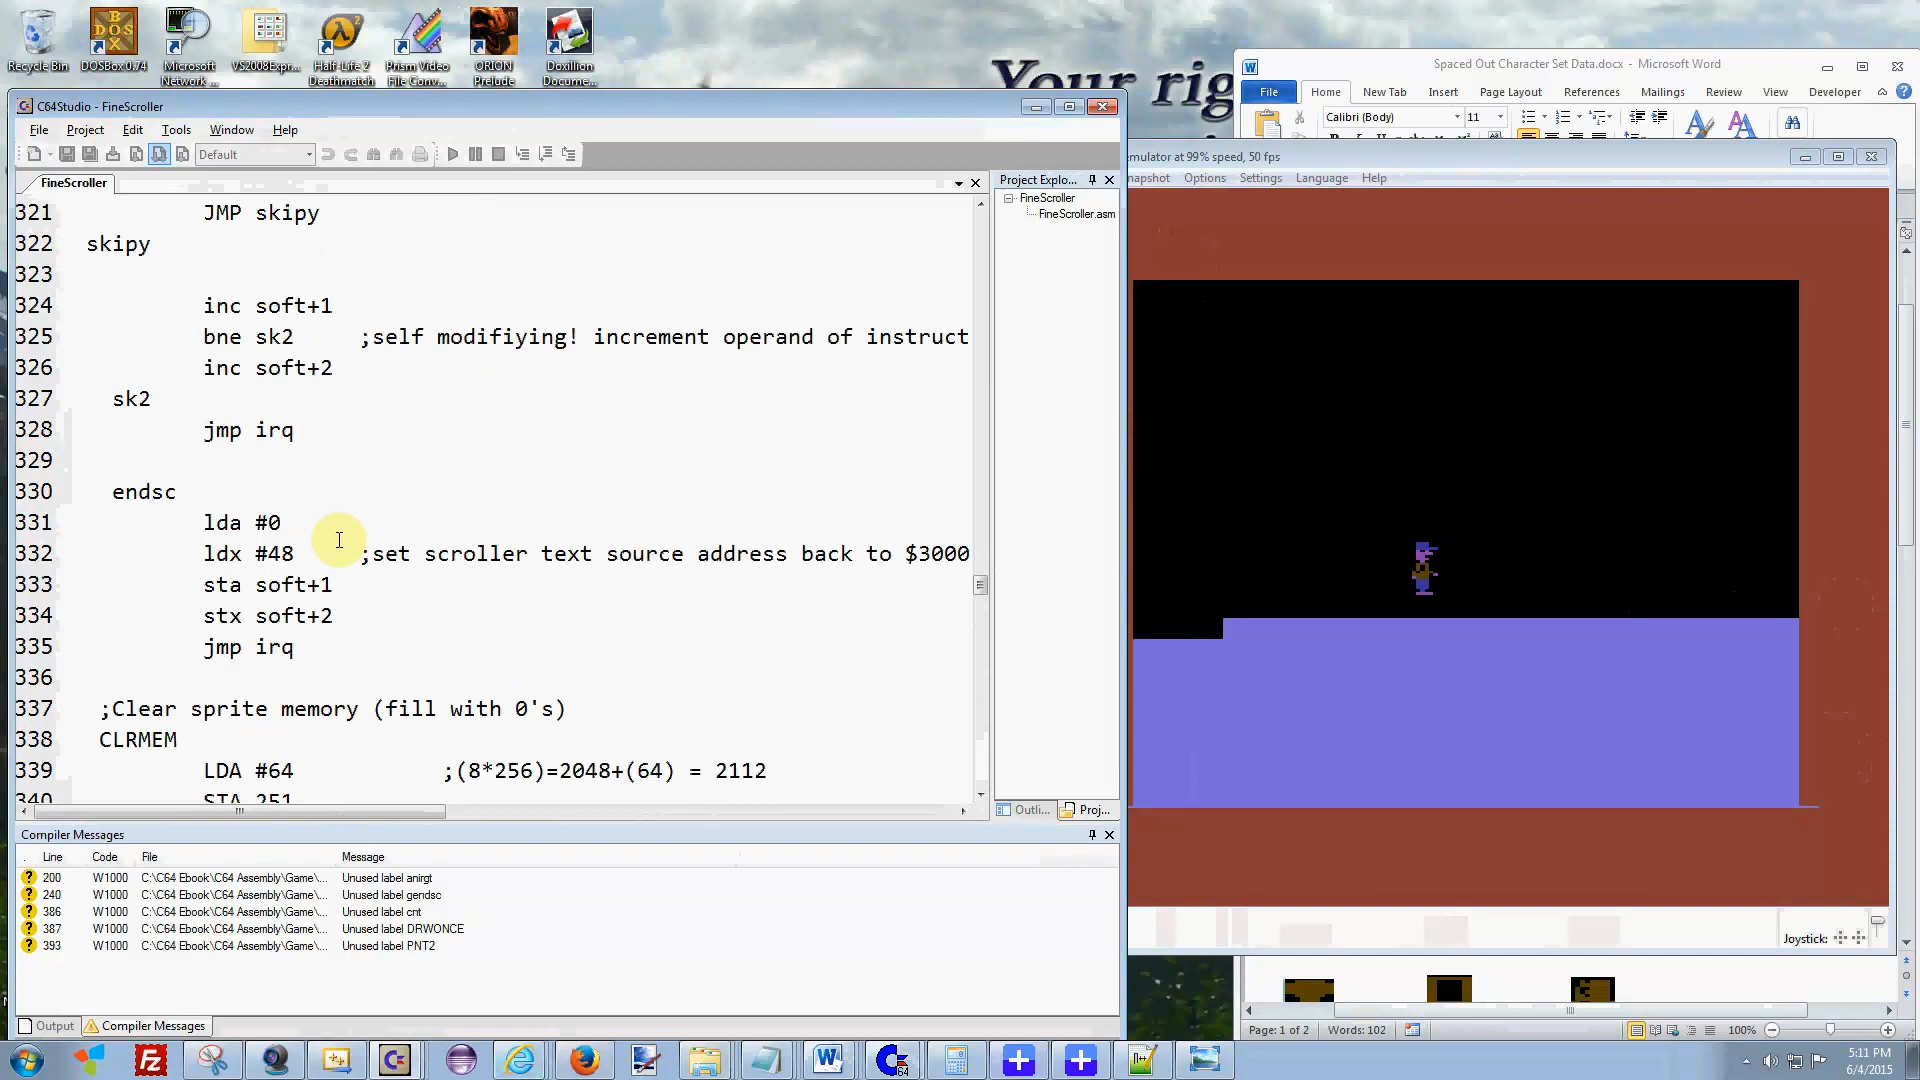 Recycle Bin
DOSBox 0.74
Microsoft
Network ...
VS2008Expr...
Half-Life 2
Deathmatch
Prism Video
File Conv...
ORION
Prelude
Doxillion
Docume...
Your rig
C64Studio - FineScroller
File Project Edit Tools Window Help
Default
FineScroller
321 JMP skipy
322 skipy
323
324 inc soft+1
325 bne sk2 ;self modifiying! increment operand of instruct
326 inc soft+2
327 sk2
328 jmp irq
329
330 endsc
331 lda #0
332 ldx #48 ;set scroller text source address back to $3000
333 sta soft+1
334 stx soft+2
335 jmp irq
336
337 ;Clear sprite memory (fill with 0's)
338 CLRMEM
339 LDA #64 ;(8*256)=2048+(64) = 2112
340 STA 251
Project Explo...
FineScroller
FineScroller.asm
Outli... Proj...
Compiler Messages
. Line Code File Message
200 W1000 C:\C64 Ebook\C64 Assembly\Game\... Unused label anirgt
240 W1000 C:\C64 Ebook\C64 Assembly\Game\... Unused label gendsc
386 W1000 C:\C64 Ebook\C64 Assembly\Game\... Unused label cnt
387 W1000 C:\C64 Ebook\C64 Assembly\Game\... Unused label DRWONCE
393 W1000 C:\C64 Ebook\C64 Assembly\Game\... Unused label PNT2
Output Compiler Messages
Spaced Out Character Set Data.docx - Microsoft Word
File Home New Tab Insert Page Layout References Mailings Review View Developer
Calibri (Body) 11
emulator at 99% speed, 50 fps
napshot Options Settings Language Help
Joystick:
Page: 1 of 2 Words: 102 100%
5:11 PM
6/4/2015